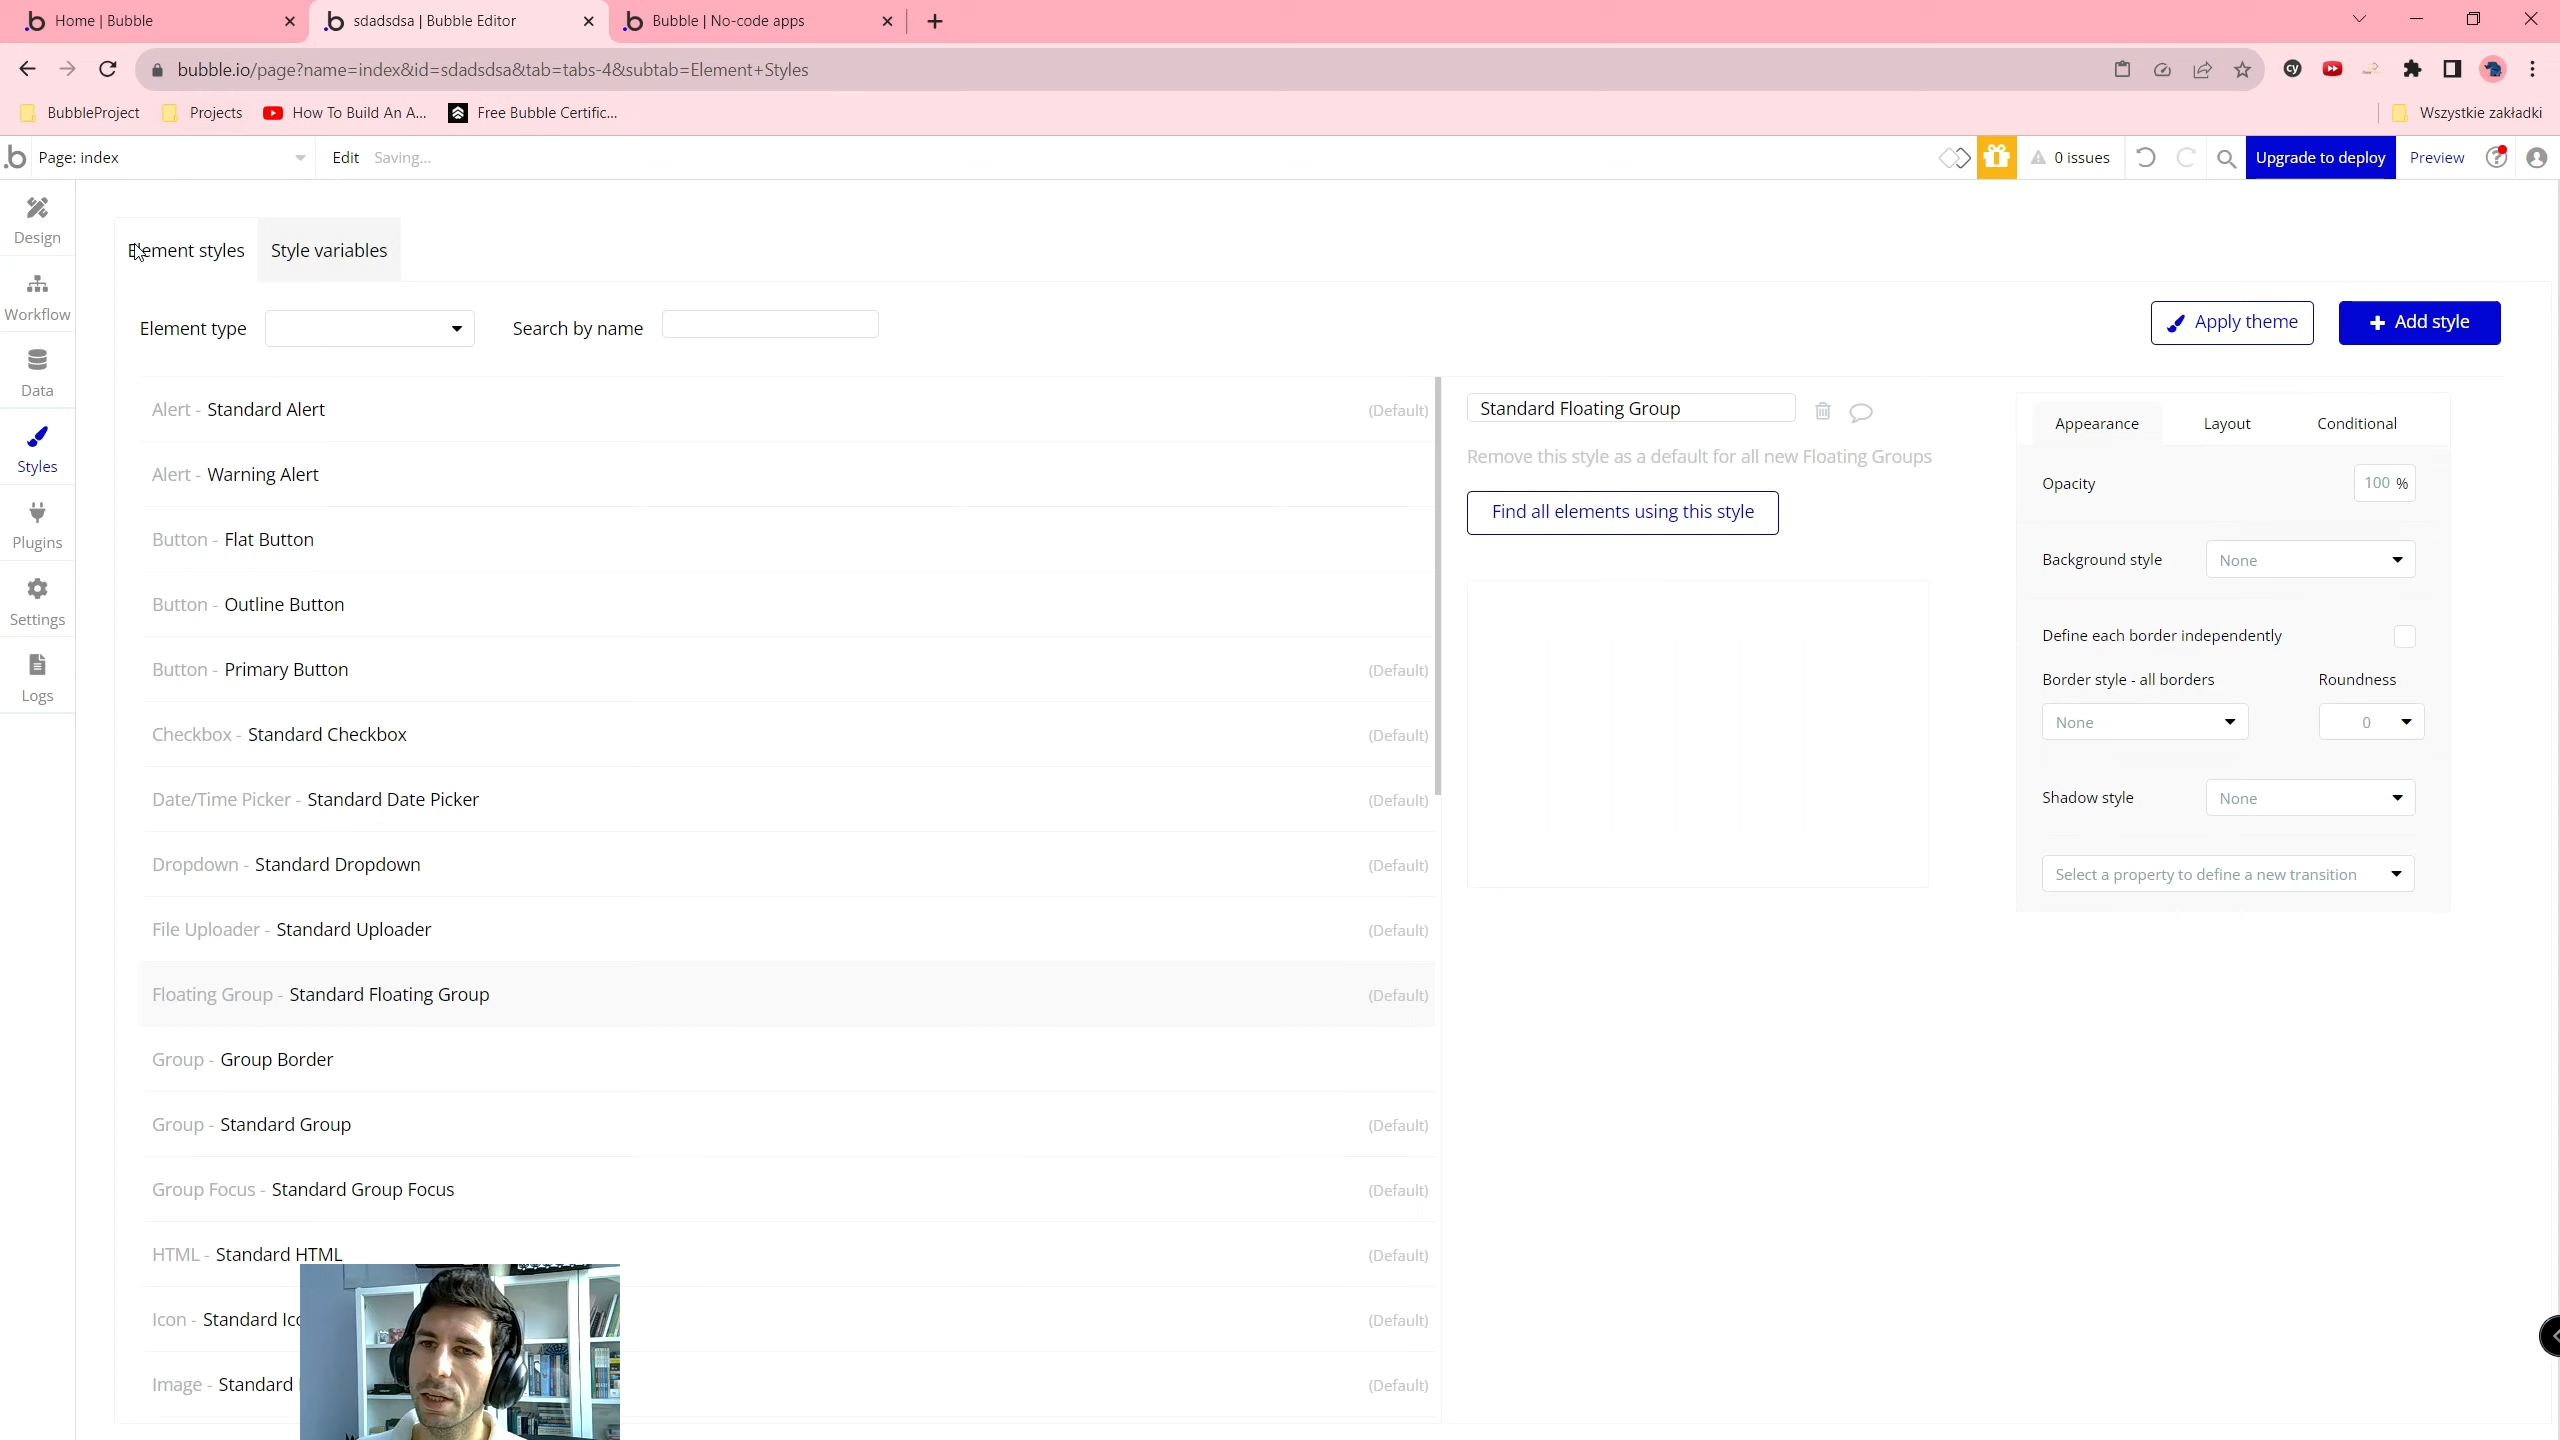 Home | Bubble
sdadsdsa | Bubble Editor
Bubble | No-code apps
bubble.io/page?name=index&id=sdadsdsa&tab=tabs-4&subtab=Element+Styles
BubbleProject
Projects
How To Build An A...
Free Bubble Certific...
Wszystkie zakładki
Page: index
Edit
Saving...
0 issues
Upgrade to deploy
Preview
Design
Workflow
Data
Styles
Plugins
Settings
Logs
Element styles
Style variables
Element type
Search by name
Apply theme
+ Add style
Alert - Standard Alert (Default)
Alert - Warning Alert
Button - Flat Button
Button - Outline Button
Button - Primary Button (Default)
Checkbox - Standard Checkbox (Default)
Date/Time Picker - Standard Date Picker (Default)
Dropdown - Standard Dropdown (Default)
File Uploader - Standard Uploader (Default)
Floating Group - Standard Floating Group (Default)
Group - Group Border
Group - Standard Group (Default)
Group Focus - Standard Group Focus (Default)
HTML - Standard HTML (Default)
Icon - Standard (Default)
Image - Standard (Default)
Standard Floating Group
Remove this style as a default for all new Floating Groups
Find all elements using this style
Appearance
Layout
Conditional
Opacity
100 %
Background style
None
Define each border independently
Border style - all borders
Roundness
None
0
Shadow style
None
Select a property to define a new transition